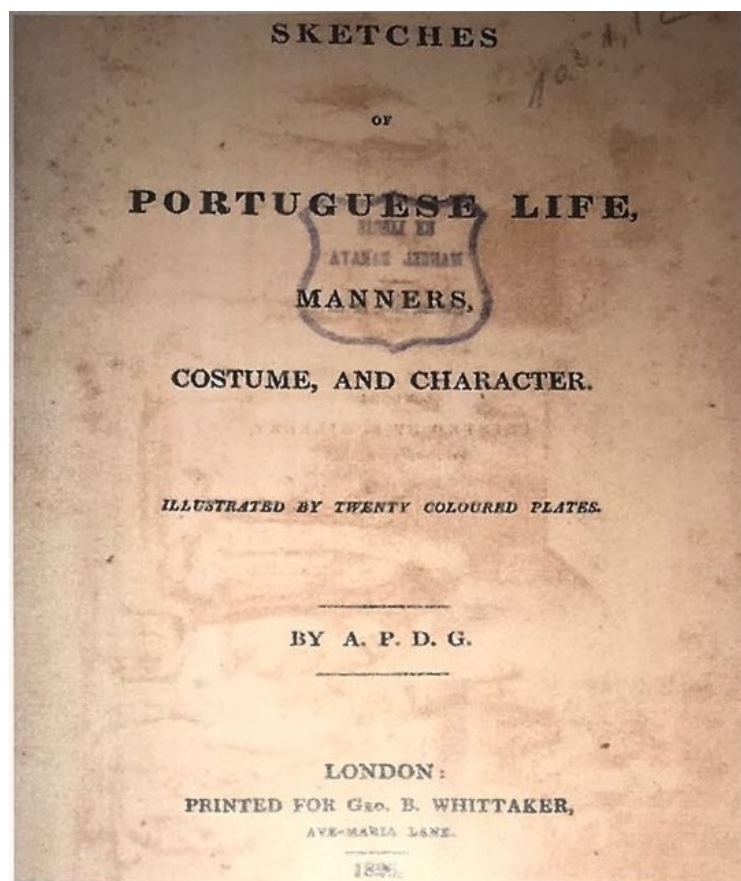 SKETCHES
OF
PORTUGUESE LIFE,
MANNERS,
COSTUME, AND CHARACTER.
ILLUSTRATED BY TWENTY COLOURED PLATES.
BY A. P. D. G.
LONDON:
PRINTED FOR GEO. B. WHITTAKER,
AVE-MARIA LANE.